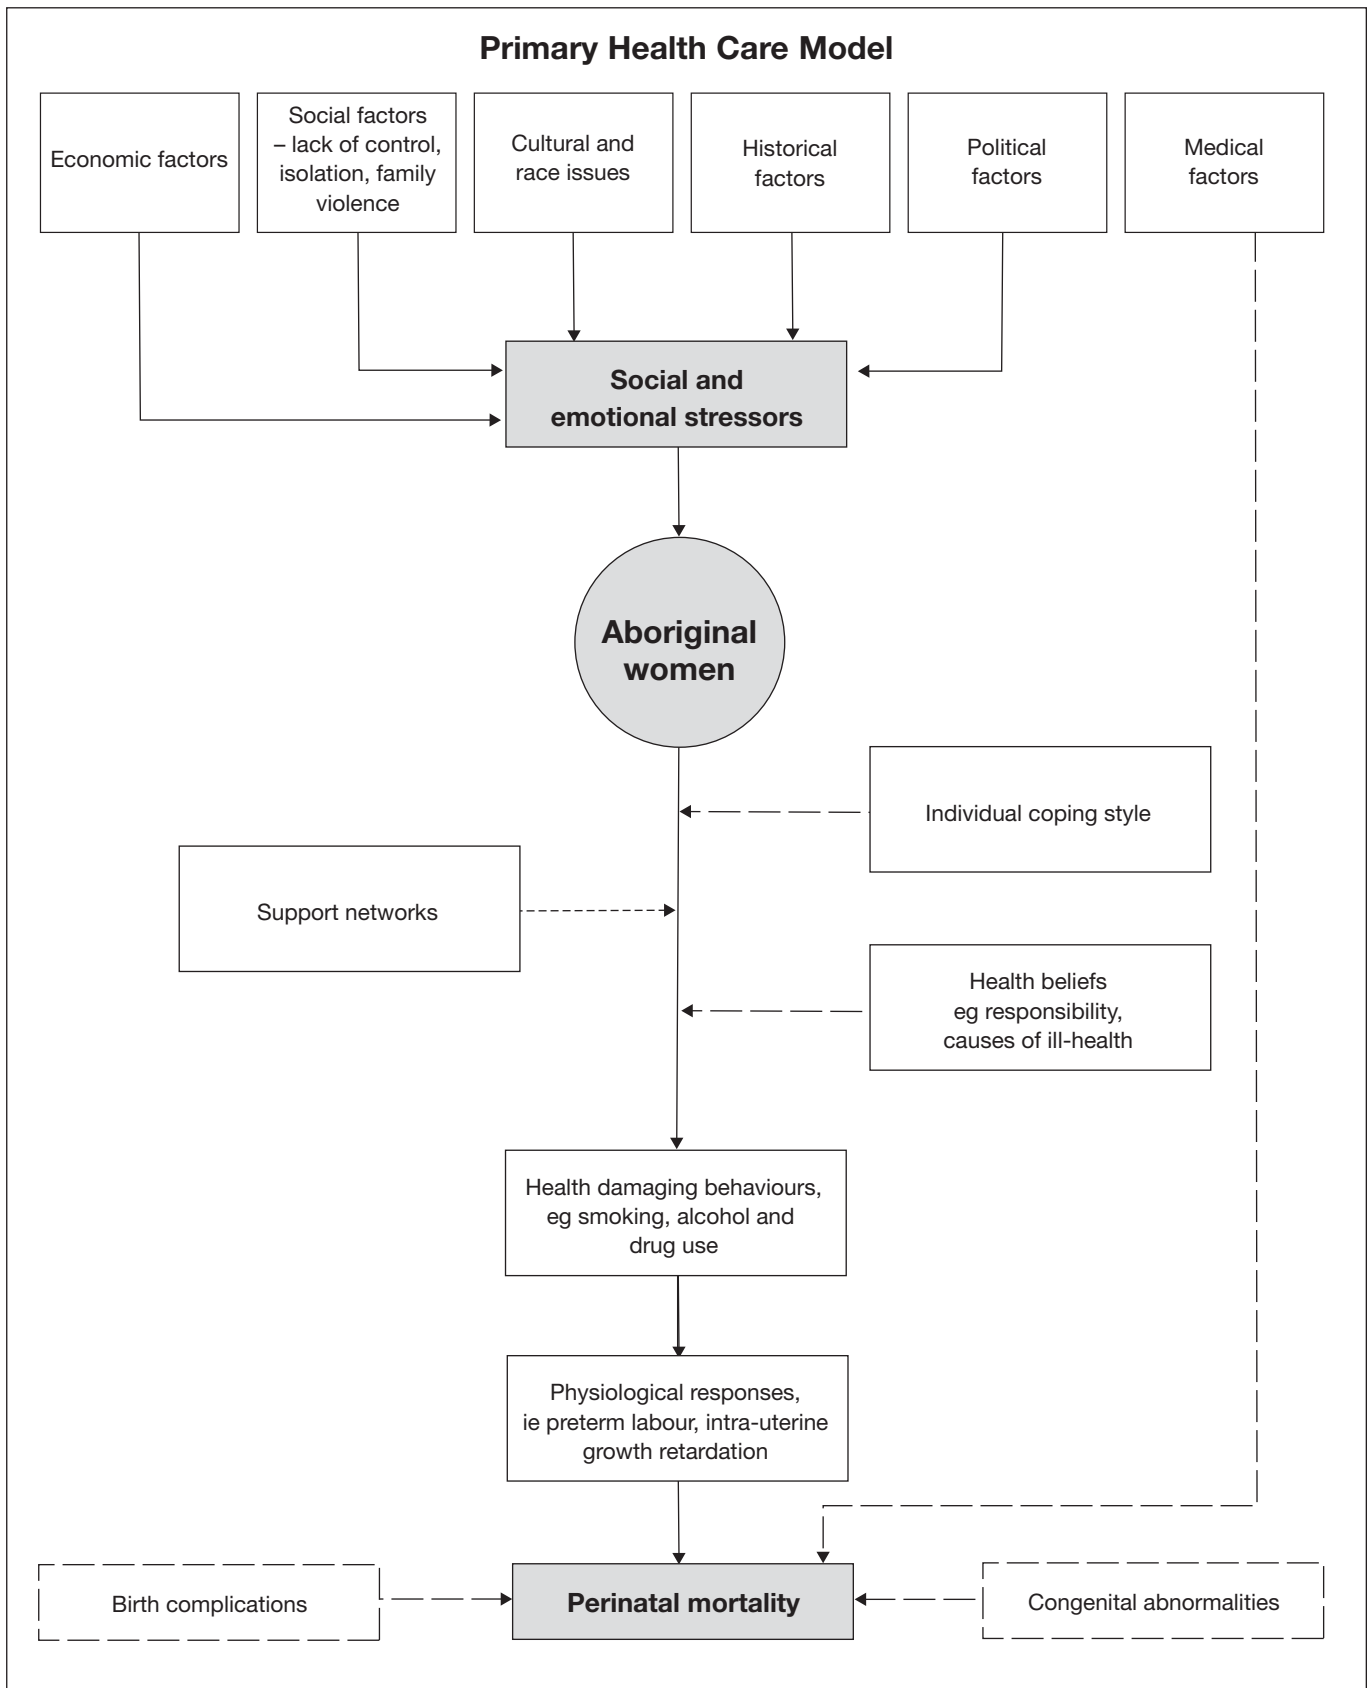 Primary Health Care Model
Economic factors
Social factors
– lack of control,
isolation, family
violence
Cultural and
race issues
Historical
factors
Political
factors
Medical
factors
Social and
emotional stressors
Aboriginal
women
Individual coping style
Support networks
Health beliefs
eg responsibility,
causes of ill-health
Health damaging behaviours,
eg smoking, alcohol and
drug use
Physiological responses,
ie preterm labour, intra-uterine
growth retardation
Birth complications
Perinatal mortality
Congenital abnormalities